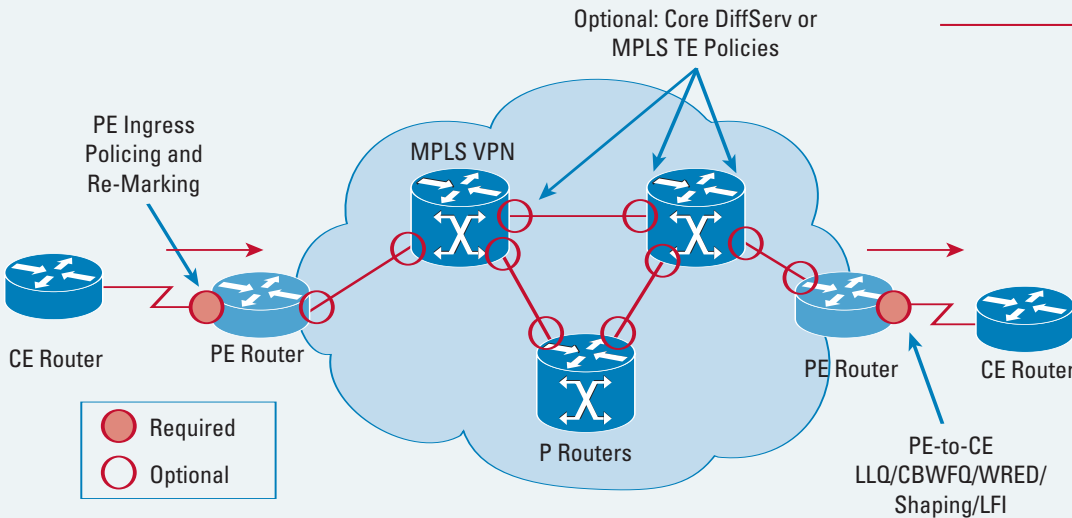 Optional: Core DiffServ or
MPLS TE Policies
PE Ingress
Policing and
Re-Marking
MPLS VPN
CE Router
PE Router
PE Router
CE Router
P Routers
Required
Optional
PE-to-CE
LLQ/CBWFQ/WRED/
Shaping/LFI